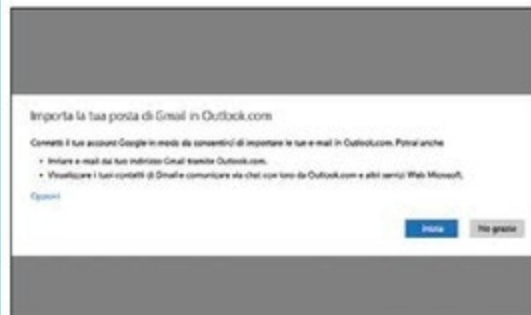 Importa la tua posta di Gmail in Outlook.com
Connetti il tuo account Google in modo da consentirci di importare le tue e-mail in Outlook.com. Potrai anche
• Inviare e-mail dal tuo indirizzo Gmail tramite Outlook.com.
• Visualizzare i tuoi contatti di Gmail e comunicare via chat con loro da Outlook.com e altri servizi Web Microsoft.
Opzioni
Inizia No grazie